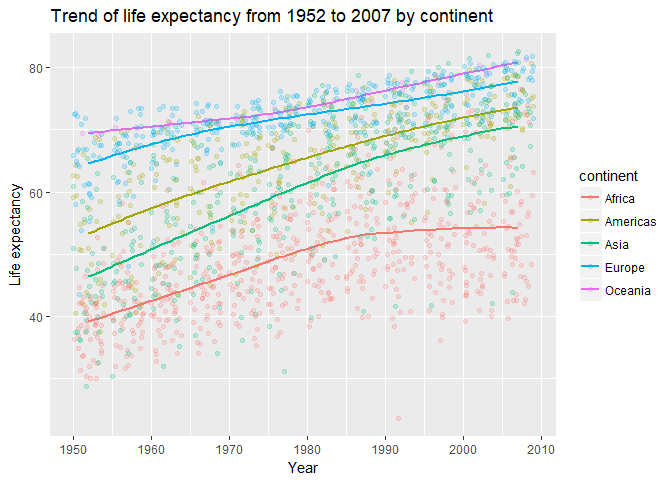 Trend of life expectancy from 1952 to 2007 by continent
80
60
40
Life expectancy
1950 1960 1970 1980 1990 2000 2010
Year
continent
Africa
Americas
Asia
Europe
Oceania